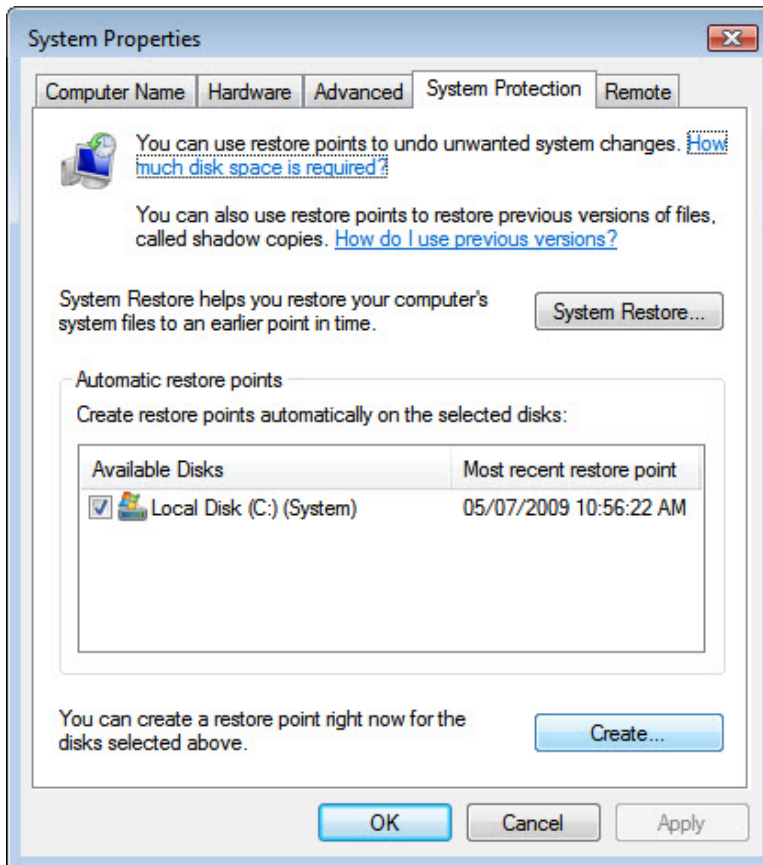 System Properties
Computer Name
Hardware
Advanced
System Protection
Remote
You can use restore points to undo unwanted system changes. How
much disk space is required?
You can also use restore points to restore previous versions of files,
called shadow copies. How do I use previous versions?
System Restore helps you restore your computer's
system files to an earlier point in time.
System Restore...
Automatic restore points
Create restore points automatically on the selected disks:
Available Disks
Most recent restore point
Local Disk (C:) (System)
05/07/2009 10:56:22 AM
You can create a restore point right now for the
disks selected above.
Create...
OK
Cancel
Apply